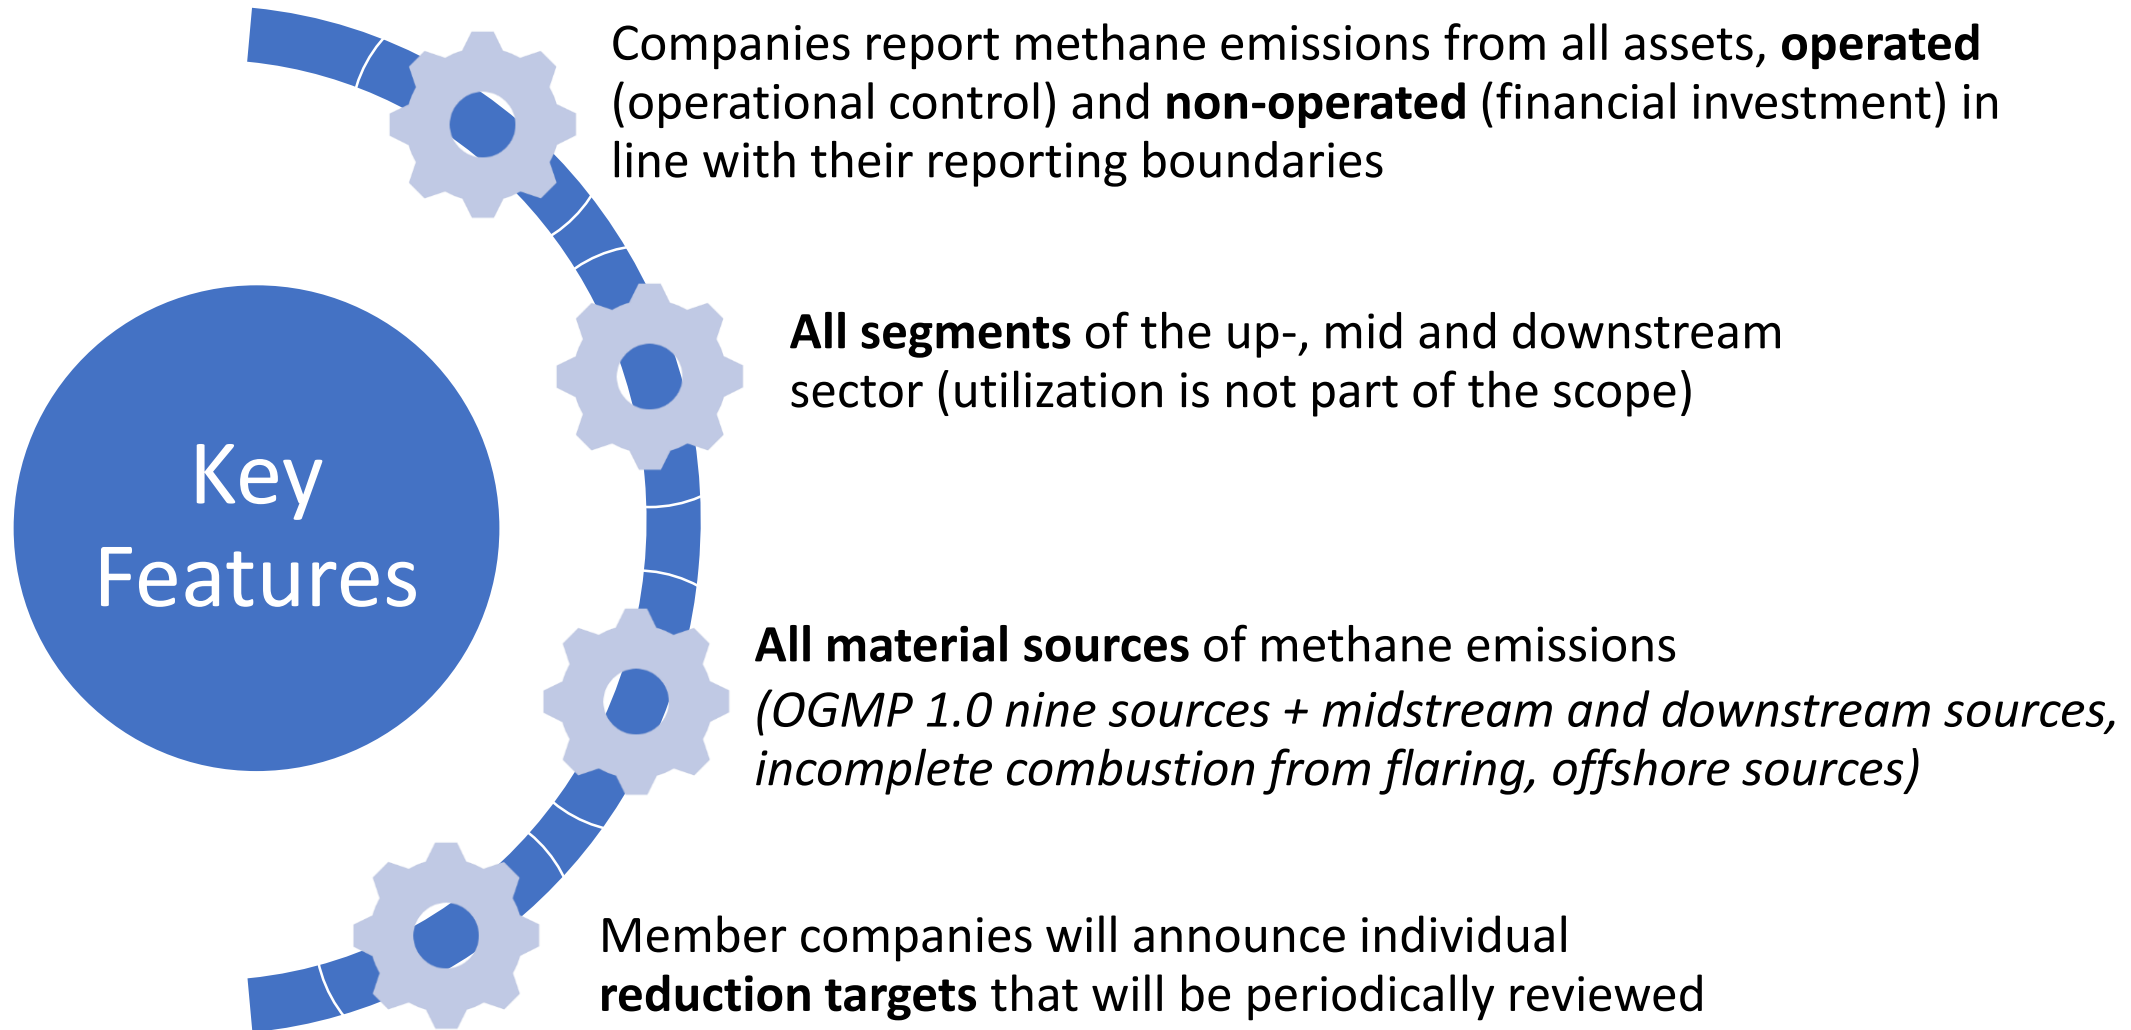 Key
Features
Companies report methane emissions from all assets, operated
(operational control) and non-operated (financial investment) in
line with their reporting boundaries
All segments of the up-, mid and downstream
sector (utilization is not part of the scope)
All material sources of methane emissions
(OGMP 1.0 nine sources + midstream and downstream sources,
incomplete combustion from flaring, offshore sources)
Member companies will announce individual
reduction targets that will be periodically reviewed